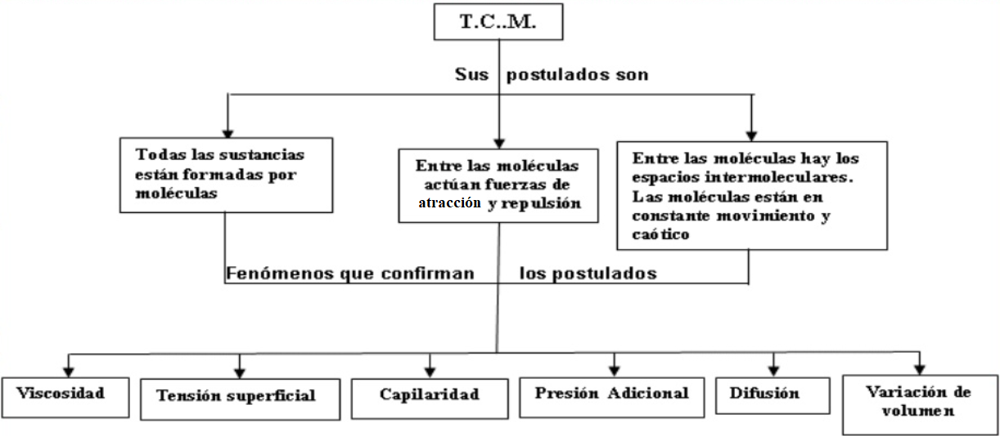 T.C..M.
Sus postulados son
Todas las sustancias
están formadas por
moléculas
Entre las moléculas
actúan fuerzas de
atracción y repulsión
Entre las moléculas hay los
espacios intermoleculares.
Las moléculas están en
constante movimiento y
caótico
Fenómenos que confirman los postulados
Viscosidad
Tensión superficial
Capilaridad
Presión Adicional
Difusión
Variación de
volumen